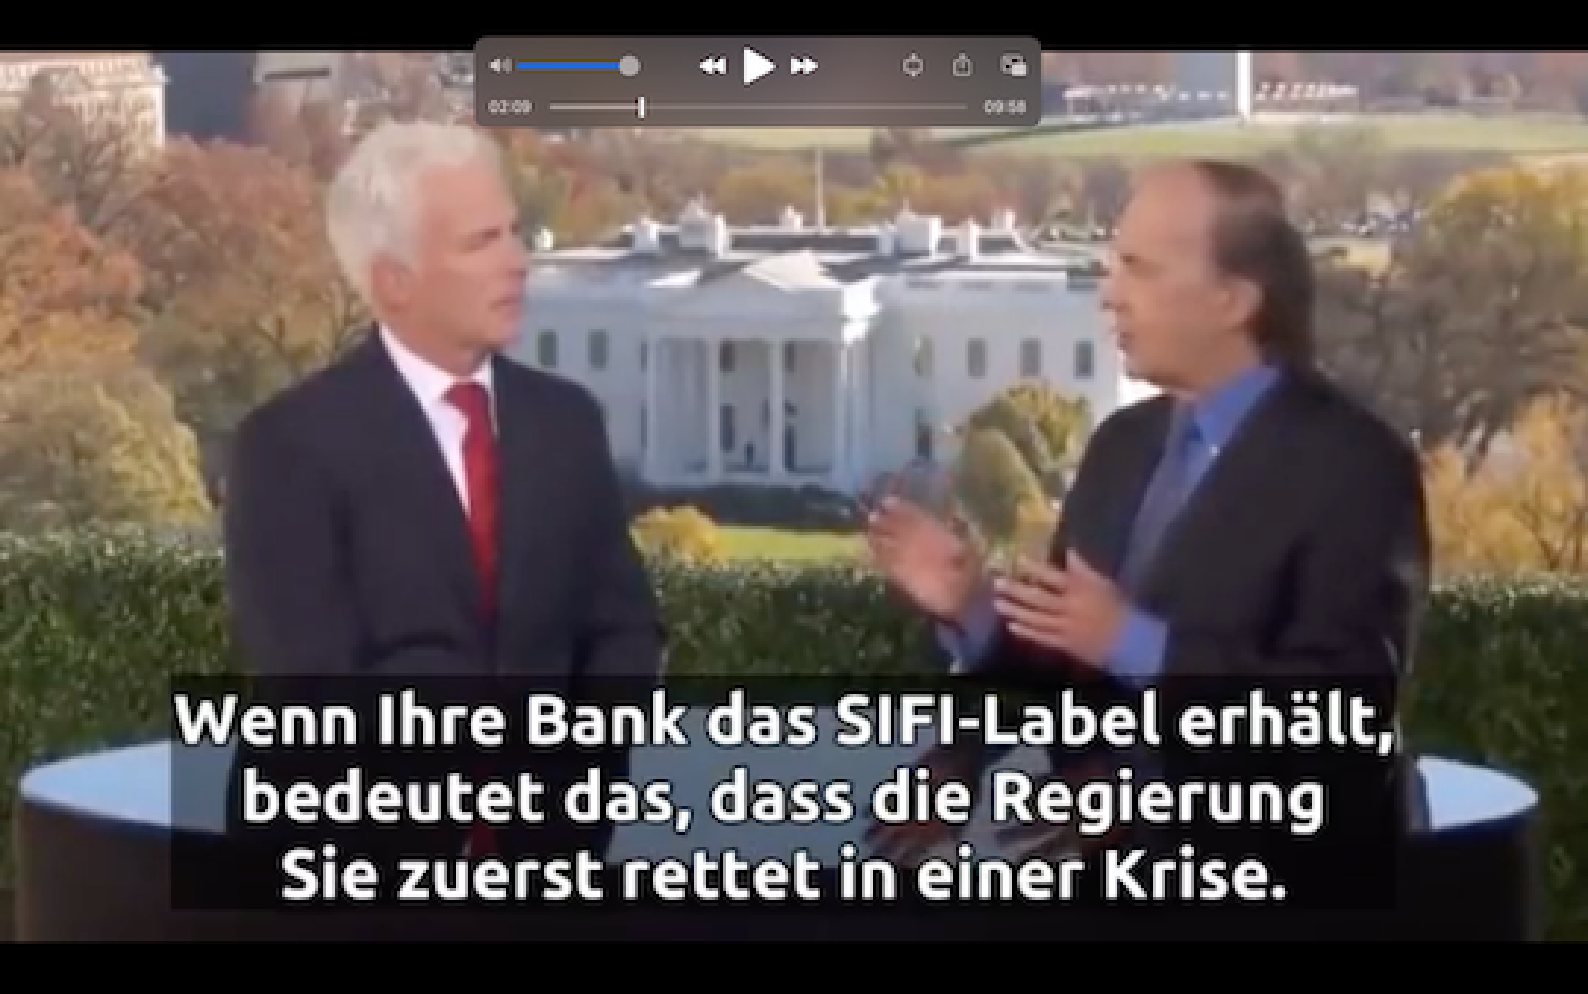 02:09
09:58
Wenn Ihre Bank das SIFI-Label erhält,
bedeutet das, dass die Regierung
Sie zuerst rettet in einer Krise.